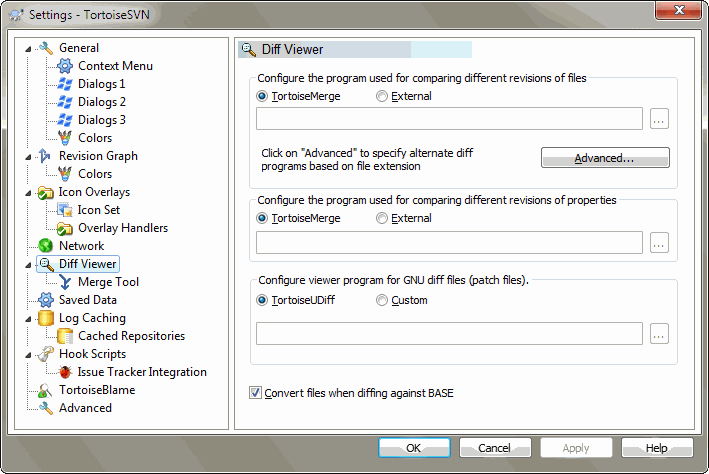 Settings - TortoiseSVN
General
Context Menu
Dialogs 1
Dialogs 2
Dialogs 3
Colors
Revision Graph
Colors
Icon Overlays
Icon Set
Overlay Handlers
Network
Diff Viewer
Merge Tool
Saved Data
Log Caching
Cached Repositories
Hook Scripts
Issue Tracker Integration
TortoiseBlame
Advanced
Diff Viewer
Configure the program used for comparing different revisions of files
TortoiseMerge External
...
Click on "Advanced" to specify alternate diff
programs based on file extension
Advanced...
Configure the program used for comparing different revisions of properties
TortoiseMerge External
...
Configure viewer program for GNU diff files (patch files).
TortoiseUDiff Custom
...
Convert files when diffing against BASE
OK Cancel Apply Help